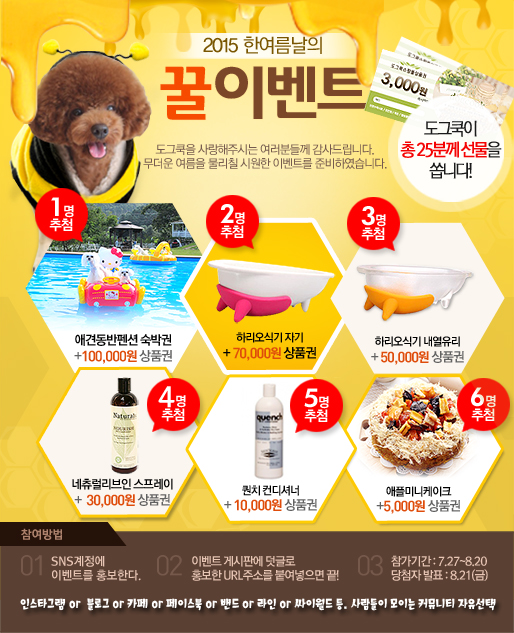 2015 한여름날의
꿀이벤트
3,000원
도그쿡을 사랑해주시는 여러분들께 감사드립니다.
무더운 여름을 물리칠 시원한 이벤트를 준비하였습니다.
도그쿡이
총 25분께 선물을
쏩니다!
1명
추첨
애견동반펜션 숙박권
+100,000원 상품권
2명
추첨
하리오식기 자기
+ 70,000원 상품권
3명
추첨
하리오식기 내열유리
+ 50,000원 상품권
4명
추첨
네츄럴리브인 스프레이
+ 30,000원 상품권
5명
추첨
quench
퀀치 컨디셔너
+ 10,000원 상품권
6명
추첨
애플미니케이크
+5,000원 상품권
참여방법
01 SNS계정에
이벤트를 홍보한다.
02 이벤트 게시판에 덧글로
홍보한 URL주소를 붙여넣으면 끝!
03 참가기간 : 7.27~8.20
당첨자 발표 : 8.21(금)
인스타그램 or 블로그 or 카페 or 페이스북 or 밴드 or 라인 or 싸이월드 등. 사람들이 모이는 커뮤니티 자유선택